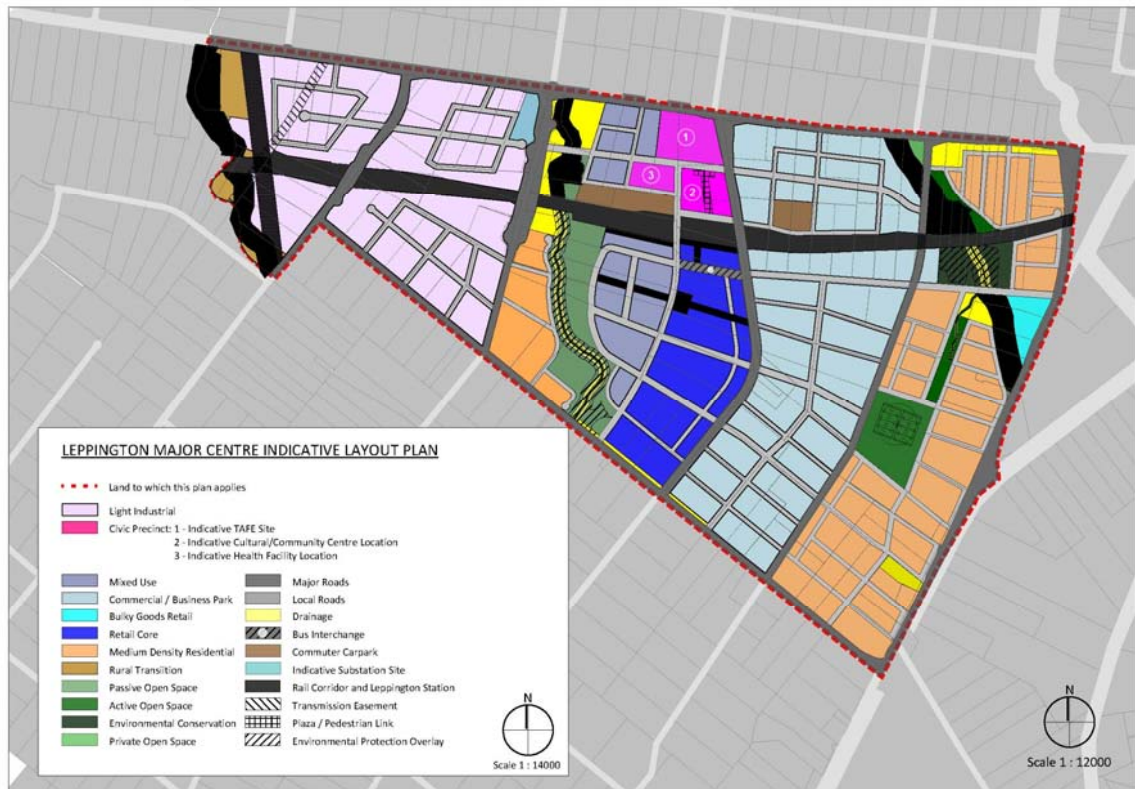 1
3
2
LEPPINGTON MAJOR CENTRE INDICATIVE LAYOUT PLAN
Land to which this plan applies
Light Industrial
Civic Precinct: 1 - Indicative TAFE Site
2 - Indicative Cultural/Community Centre Location
3 - Indicative Health Facility Location
Mixed Use
Commercial / Business Park
Bulky Goods Retail
Retail Core
Medium Density Residential
Rural Transition
Passive Open Space
Active Open Space
Environmental Conservation
Private Open Space
Major Roads
Local Roads
Drainage
Bus Interchange
Commuter Carpark
Indicative Substation Site
Rail Corridor and Leppington Station
Transmission Easement
Plaza / Pedestrian Link
Environmental Protection Overlay
N
Scale 1 : 14000
N
Scale 1 : 12000